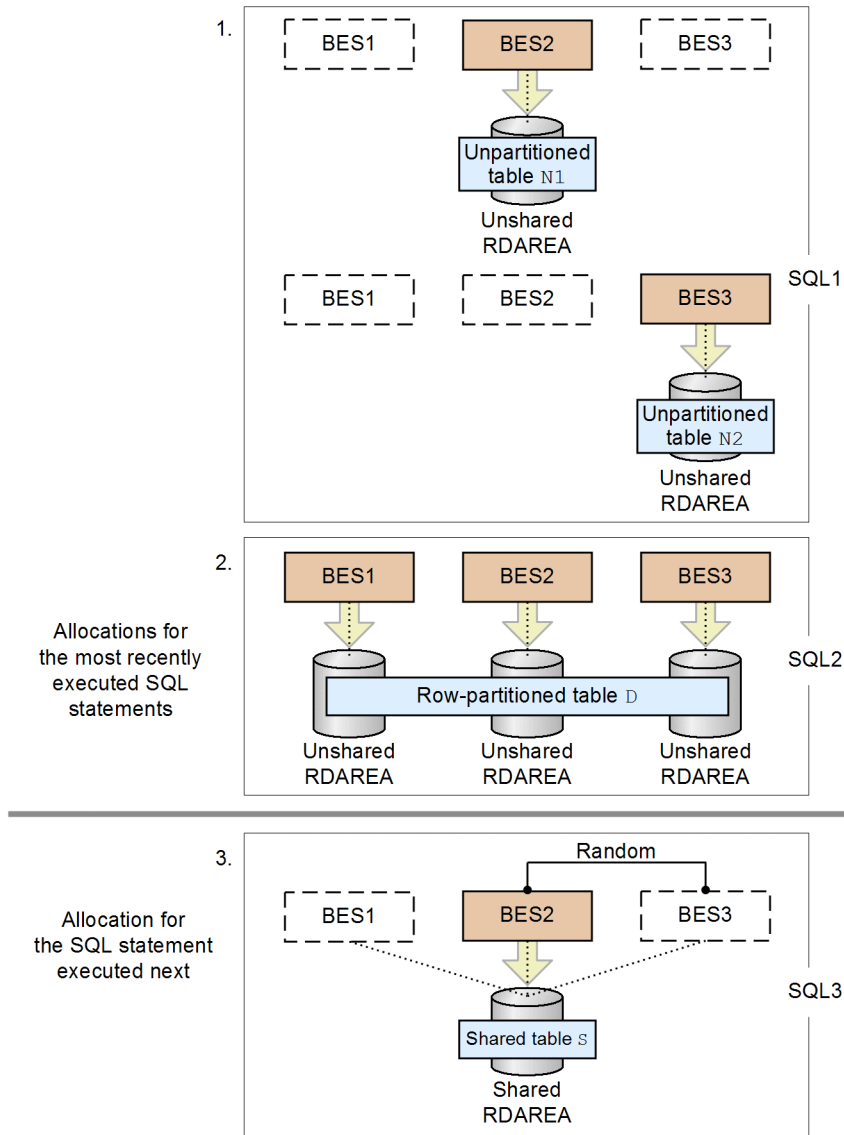 1.
BES1
BES2
BES3
Unpartitioned
table N1
Unshared
RDAREA
SQL1
BES1
BES2
BES3
Unpartitioned
table N2
Unshared
RDAREA
2.
BES1
BES2
BES3
Allocations for
the most recently
executed SQL
statements
SQL2
Row-partitioned table D
Unshared
RDAREA
Unshared
RDAREA
Unshared
RDAREA
3.
Random
BES1
BES2
BES3
Allocation for
the SQL statement
executed next
SQL3
Shared table S
Shared
RDAREA